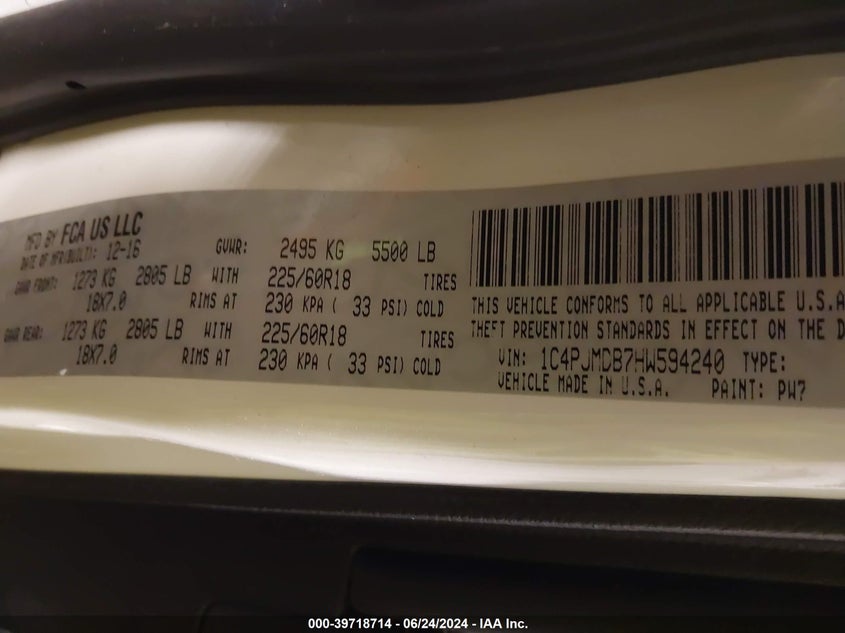 MFD BY FCA US LLC
DATE OF MFR(BUILT): 12-16 GVWR: 2495 KG 5500 LB
GAWR FRONT: 1273 KG 2805 LB WITH 225/60R18 TIRES
18X7.0 RIMS AT 230 KPA ( 33 PSI) COLD
GAWR REAR: 1273 KG 2805 LB WITH 225/60R18 TIRES
18X7.0 RIMS AT 230 KPA ( 33 PSI) COLD
THIS VEHICLE CONFORMS TO ALL APPLICABLE U.S.A
THEFT PREVENTION STANDARDS IN EFFECT ON THE D
VIN: 1C4PJMDB7HW594240 TYPE:
VEHICLE MADE IN U.S.A. PAINT: PW7
000-39718714 - 06/24/2024 - IAA Inc.